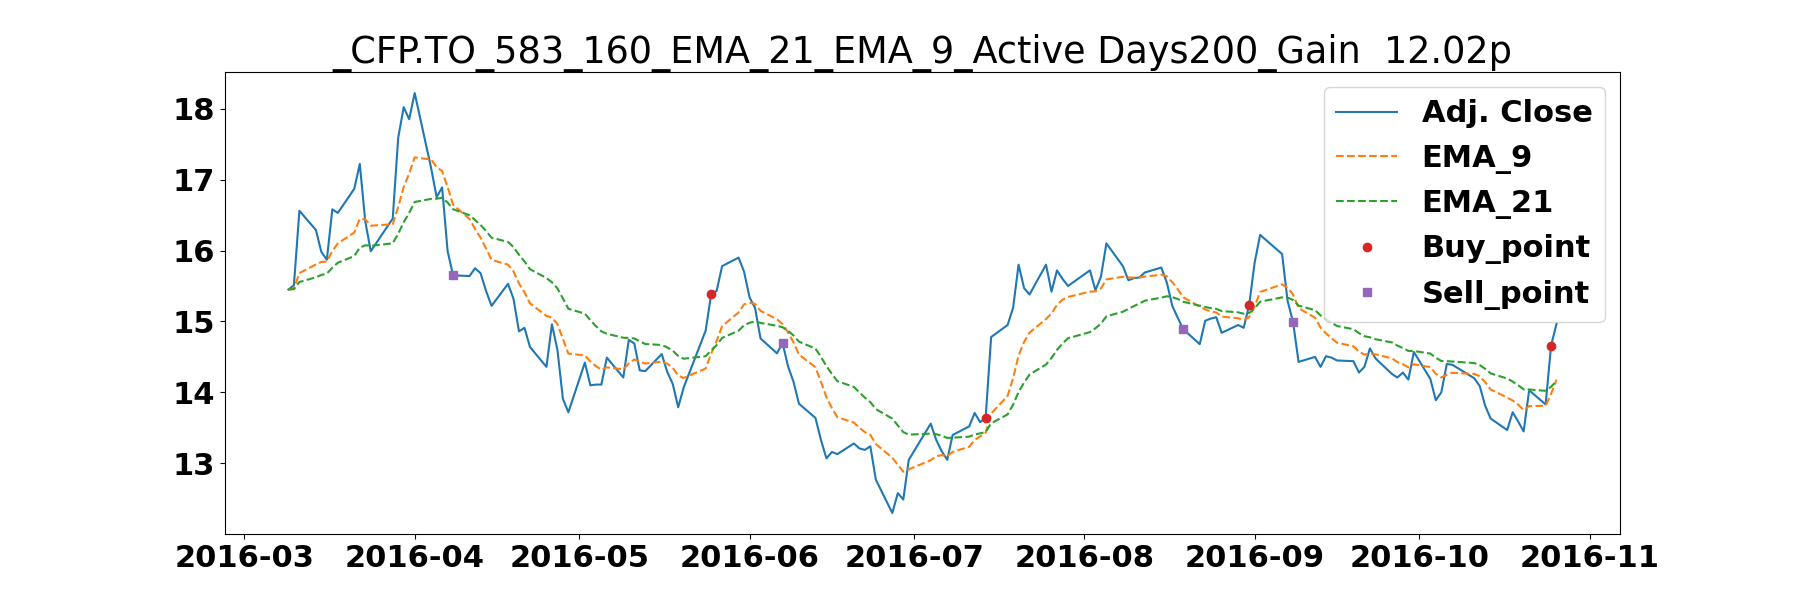 _CFP.TO_583_160_EMA_21_EMA_9_Active Days200_Gain  12.02p
18
17
16
15
14
13
Adj. Close
EMA_9
EMA_21
Buy_point
Sell_point
2016-03 2016-04 2016-05 2016-06 2016-07 2016-08 2016-09 2016-10 2016-11